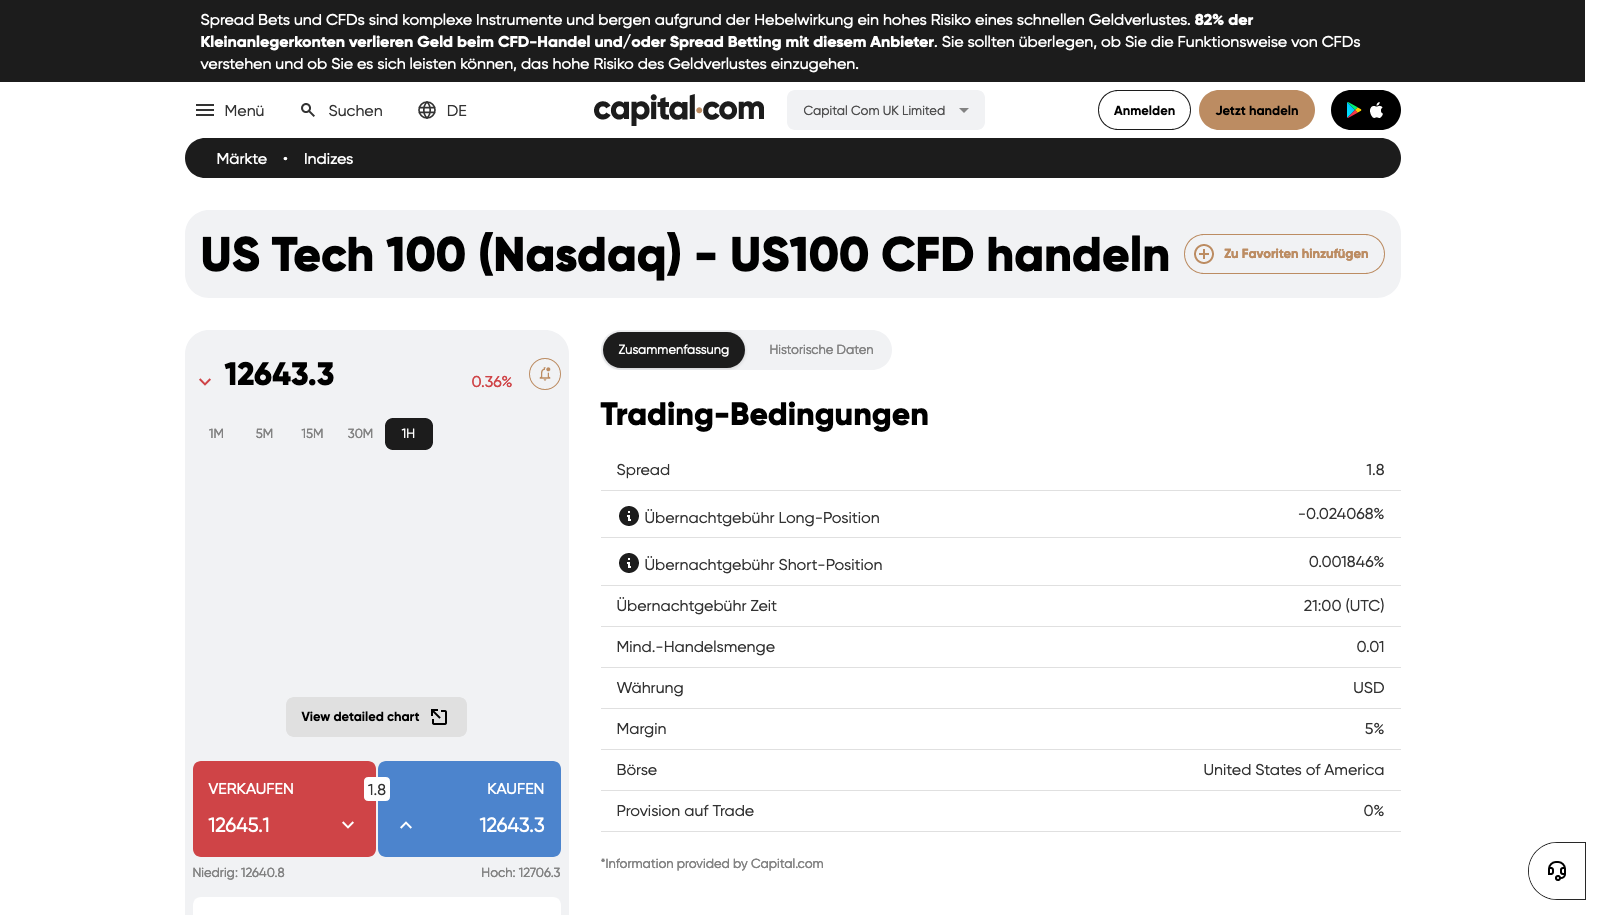 Spread Bets und CFDs sind komplexe Instrumente und bergen aufgrund der Hebelwirkung ein hohes Risiko eines schnellen Geldverlustes. 82% der
Kleinanlegerkonten verlieren Geld beim CFD-Handel und/oder Spread Betting mit diesem Anbieter. Sie sollten überlegen, ob Sie die Funktionsweise von CFDs
verstehen und ob Sie es sich leisten können, das hohe Risiko des Geldverlustes einzugehen.
Menü Suchen DE capital.com Capital Com UK Limited Anmelden Jetzt handeln
Märkte • Indizes
US Tech 100 (Nasdaq) - US100 CFD handeln Zu Favoriten hinzufügen
12643.3 0.36%
1M 5M 15M 30M 1H
View detailed chart
VERKAUFEN 1.8 KAUFEN
12645.1 12643.3
Niedrig: 12640.8 Hoch: 12706.3
Zusammenfassung Historische Daten
Trading-Bedingungen
Spread 1.8
Übernachtgebühr Long-Position -0.024068%
Übernachtgebühr Short-Position 0.001846%
Übernachtgebühr Zeit 21:00 (UTC)
Mind.-Handelsmenge 0.01
Währung USD
Margin 5%
Börse United States of America
Provision auf Trade 0%
*Information provided by Capital.com